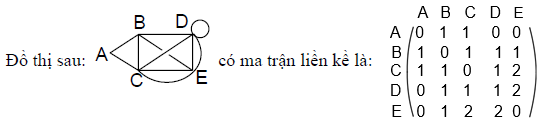 Đồ thị sau: A B C D E có ma trận liền kề là:
A B C D E
A 0 1 1 0 0
B 1 0 1 1 1
C 1 1 0 1 2
D 0 1 1 1 2
E 0 1 2 2 0